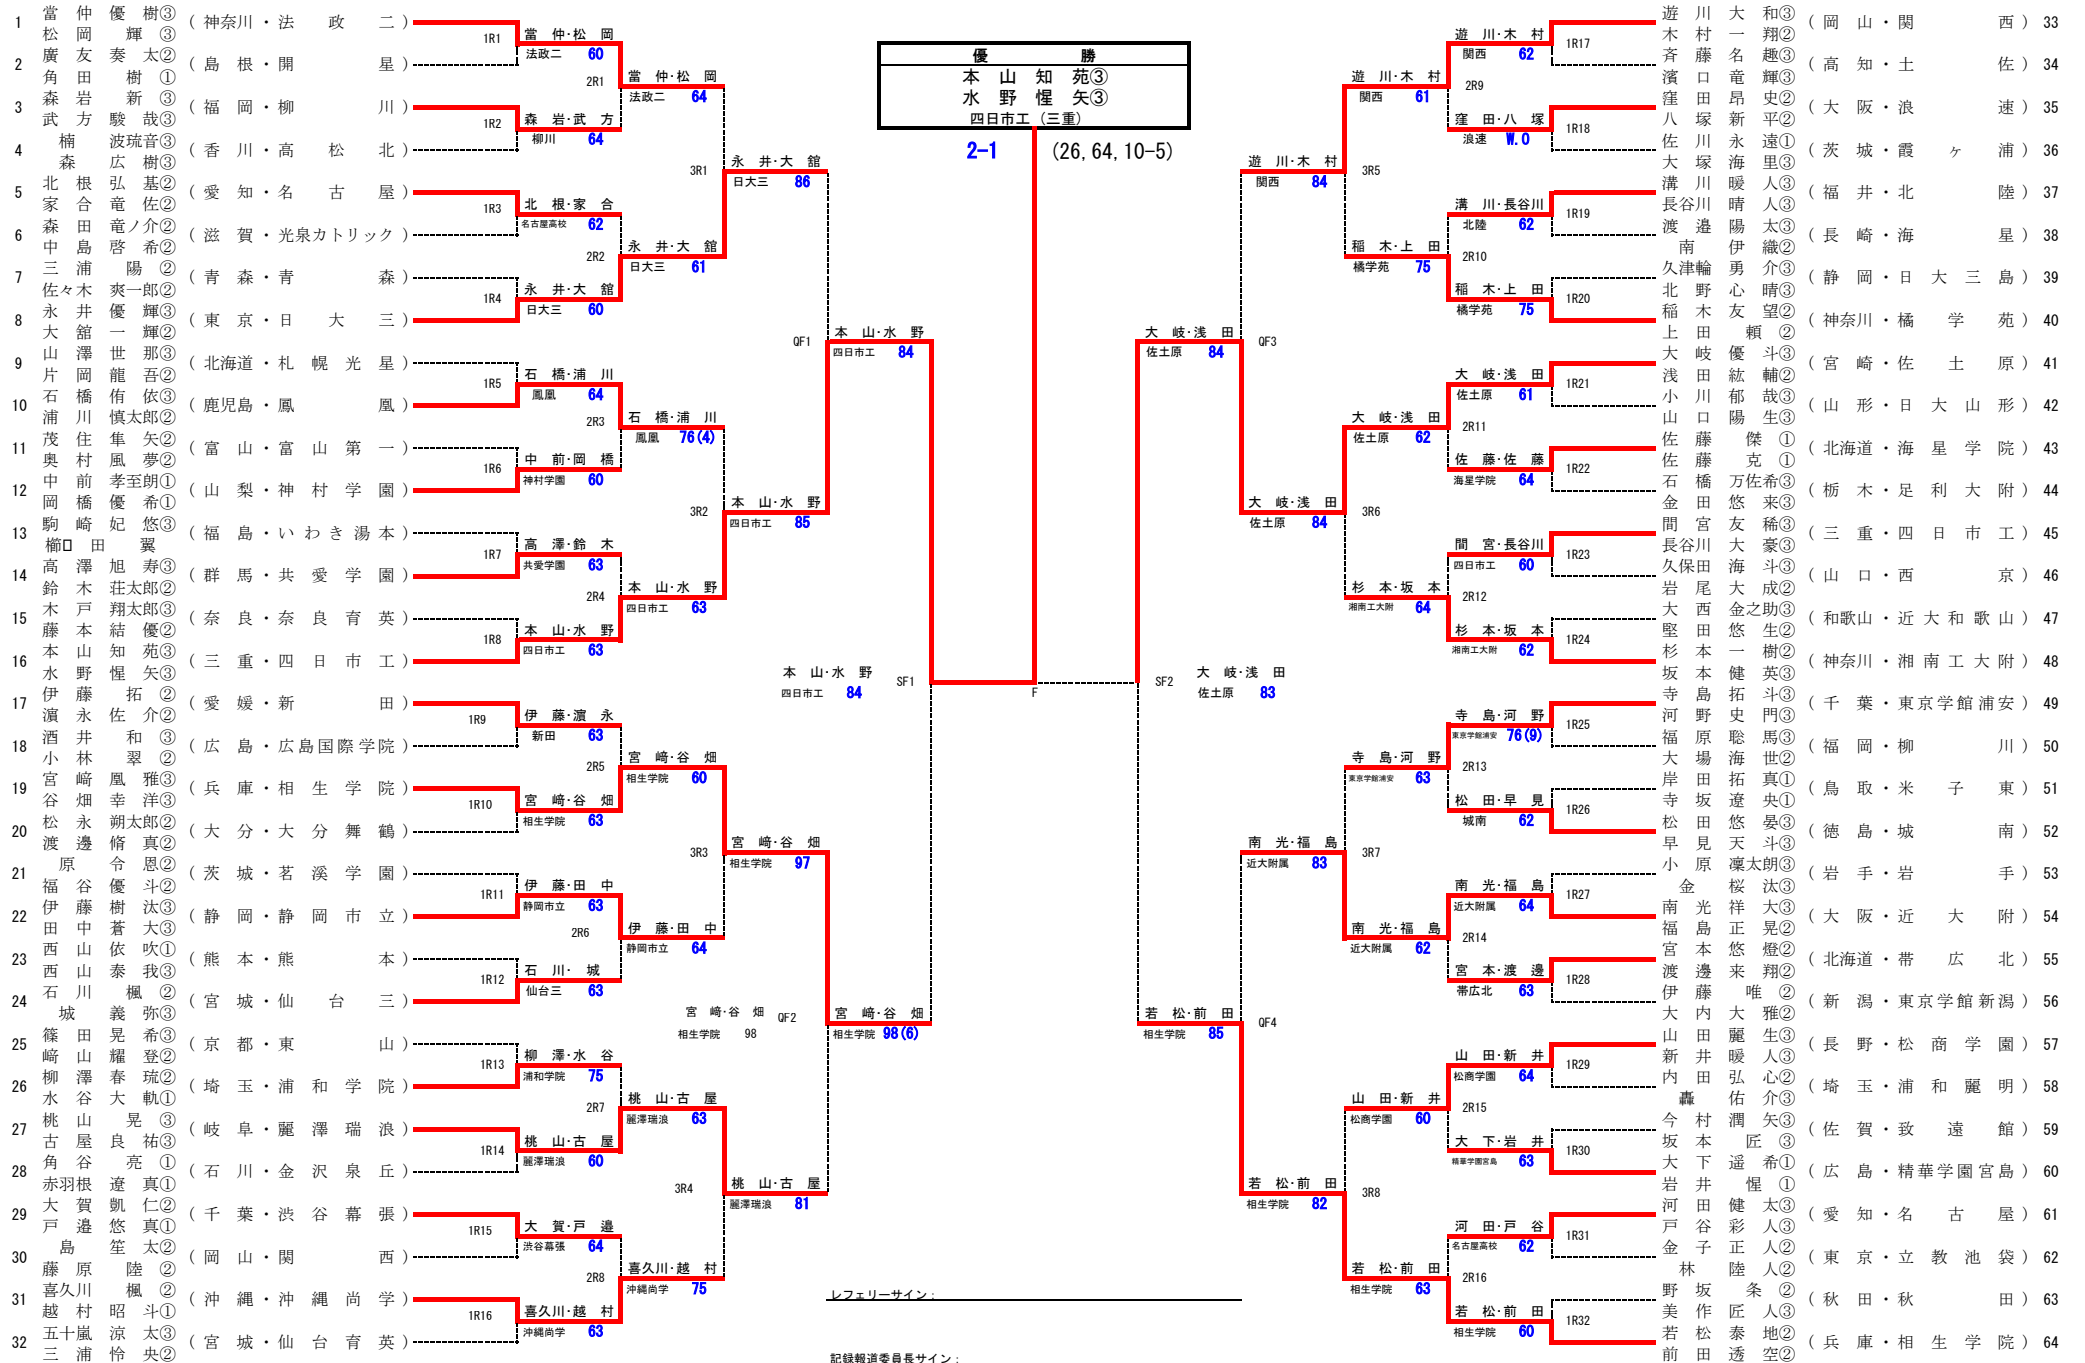 優勝
本山知苑③
水野惺矢③
四日市工 (三重)
2-1 (26,64,10-5)
1 當仲優樹③ 松岡輝③ (神奈川・法政二)
2 廣友奏太② 角田樹① (島根・開星)
3 森岩新③ 武方駿哉③ (福岡・柳川)
4 楠波琉音③ 森広樹③ (香川・高松北)
5 北根弘基② 家合竜佐② (愛知・名古屋)
6 森田竜ノ介② 中島啓希② (滋賀・光泉カトリック)
7 三浦陽② 佐々木爽一郎② (青森・青森)
8 永井優輝③ 大舘一輝② (東京・日大三)
9 山澤世那③ 片岡龍吾② (北海道・札幌光星)
10 石橋侑依③ 浦川慎太郎② (鹿児島・鳳凰)
11 茂住隼矢② 奥村風夢② (富山・富山第一)
12 中前孝至朗① 岡橋優希① (山梨・神村学園)
13 駒崎妃悠③ 櫛田翼 (福島・いわき湯本)
14 高澤旭寿③ 鈴木荘太郎② (群馬・共愛学園)
15 木戸翔太郎③ 藤本結優② (奈良・奈良育英)
16 本山知苑③ 水野惺矢③ (三重・四日市工)
17 伊藤拓② 濵永佐介② (愛媛・新田)
18 酒井和③ 小林翠② (広島・広島国際学院)
19 宮﨑凰雅③ 谷畑幸洋③ (兵庫・相生学院)
20 松永朔太郎② 渡邊脩真② (大分・大分舞鶴)
21 原令恩② 福谷優斗② (茨城・茗溪学園)
22 伊藤樹汰③ 田中蒼大③ (静岡・静岡市立)
23 西山依吹① 西山泰我③ (熊本・熊本)
24 石川楓② 城義弥③ (宮城・仙台三)
25 篠田晃希③ 﨑山耀登② (京都・東山)
26 柳澤春琉② 水谷大軌① (埼玉・浦和学院)
27 桃山晃③ 古屋良祐③ (岐阜・麗澤瑞浪)
28 角谷亮① 赤羽根遼真① (石川・金沢泉丘)
29 大賀凱仁② 戸邉悠真① (千葉・渋谷幕張)
30 島笙太② 藤原陸② (岡山・関西)
31 喜久川楓② 越村昭斗① (沖縄・沖縄尚学)
32 五十嵐涼太③ 三浦怜央② (宮城・仙台育英)
1R1 當仲・松岡 法政二 60
1R2 森岩・武方 柳川 64
1R3 北根・家合 名古屋高校 62
1R4 永井・大舘 日大三 60
1R5 石橋・浦川 鳳凰 64
1R6 中前・岡橋 神村学園 60
1R7 高澤・鈴木 共愛学園 63
1R8 本山・水野 四日市工 63
1R9 伊藤・濵永 新田 63
1R10 宮﨑・谷畑 相生学院 63
1R11 伊藤・田中 静岡市立 63
1R12 石川・城 仙台三 63
1R13 柳澤・水谷 浦和学院 75
1R14 桃山・古屋 麗澤瑞浪 60
1R15 大賀・戸邉 渋谷幕張 64
1R16 喜久川・越村 沖縄尚学 63
2R1 當仲・松岡 法政二 64
2R2 永井・大舘 日大三 61
2R3 石橋・浦川 鳳凰 76(4)
2R4 本山・水野 四日市工 63
2R5 宮﨑・谷畑 相生学院 60
2R6 伊藤・田中 静岡市立 64
2R7 桃山・古屋 麗澤瑞浪 63
2R8 喜久川・越村 沖縄尚学 75
3R1 永井・大舘 日大三 86
3R2 本山・水野 四日市工 85
3R3 宮﨑・谷畑 相生学院 97
3R4 桃山・古屋 麗澤瑞浪 81
QF1 本山・水野 四日市工 84
宮﨑・谷畑 相生学院 98
QF2 宮﨑・谷畑 相生学院 98(6)
本山・水野 四日市工 84 SF1
F
SF2 大岐・浅田 佐土原 83
大岐・浅田 佐土原 84 QF3
若松・前田 相生学院 85 QF4
遊川・木村 関西 84 3R5
大岐・浅田 佐土原 84 3R6
南光・福島 近大附属 83 3R7
若松・前田 相生学院 82 3R8
遊川・木村 関西 61 2R9
稲木・上田 橘学苑 75 2R10
大岐・浅田 佐土原 62 2R11
杉本・坂本 湘南工大附 64 2R12
寺島・河野 東京学館浦安 63 2R13
南光・福島 近大附属 62 2R14
山田・新井 松商学園 60 2R15
若松・前田 相生学院 63 2R16
遊川・木村 関西 62 1R17
窪田・八塚 浪速 W.O 1R18
溝川・長谷川 北陸 62 1R19
稲木・上田 橘学苑 75 1R20
大岐・浅田 佐土原 61 1R21
佐藤・佐藤 海星学院 64 1R22
間宮・長谷川 四日市工 60 1R23
杉本・坂本 湘南工大附 62 1R24
寺島・河野 東京学館浦安 76(9) 1R25
松田・早見 城南 62 1R26
南光・福島 近大附属 64 1R27
宮本・渡邊 帯広北 63 1R28
山田・新井 松商学園 64 1R29
大下・岩井 精華学園宮島 63 1R30
河田・戸谷 名古屋高校 62 1R31
若松・前田 相生学院 60 1R32
遊川大和③ 木村一翔② (岡山・関西) 33
斉藤名趣③ 濱口竜輝③ (高知・土佐) 34
窪田昂史② 八塚新平② (大阪・浪速) 35
佐川永遠① 大塚海里③ (茨城・霞ヶ浦) 36
溝川暖人③ 長谷川晴人③ (福井・北陸) 37
渡邉陽太③ 南伊織② (長崎・海星) 38
久津輪勇介③ 北野心晴③ (静岡・日大三島) 39
稲木友望② 上田頼② (神奈川・橘学苑) 40
大岐優斗③ 浅田紘輔② (宮崎・佐土原) 41
小川郁哉③ 山口陽生③ (山形・日大山形) 42
佐藤傑① 佐藤克① (北海道・海星学院) 43
石橋万佐希③ 金田悠来③ (栃木・足利大附) 44
間宮友稀③ 長谷川大豪③ (三重・四日市工) 45
久保田海斗③ 岩尾大成② (山口・西京) 46
大西金之助③ 堅田悠生② (和歌山・近大和歌山) 47
杉本一樹② 坂本健英③ (神奈川・湘南工大附) 48
寺島拓斗③ 河野史門③ (千葉・東京学館浦安) 49
福原聡馬③ 大場海世② (福岡・柳川) 50
岸田拓真① 寺坂遼央① (鳥取・米子東) 51
松田悠晏③ 早見天斗③ (徳島・城南) 52
小原凜太朗③ 金桜汰③ (岩手・岩手) 53
南光祥大③ 福島正晃② (大阪・近大附) 54
宮本悠燈② 渡邊来翔② (北海道・帯広北) 55
伊藤唯② 大内大雅② (新潟・東京学館新潟) 56
山田麗生③ 新井暖人③ (長野・松商学園) 57
内田弘心② 轟佑介③ (埼玉・浦和麗明) 58
今村潤矢③ 坂本匠③ (佐賀・致遠館) 59
大下遥希① 岩井惺① (広島・精華学園宮島) 60
河田健太③ 戸谷彩人③ (愛知・名古屋) 61
金子正人② 林陸人② (東京・立教池袋) 62
野坂条② 美作匠人③ (秋田・秋田) 63
若松泰地② 前田透空② (兵庫・相生学院) 64
レフェリーサイン:
記録報道委員長サイン: